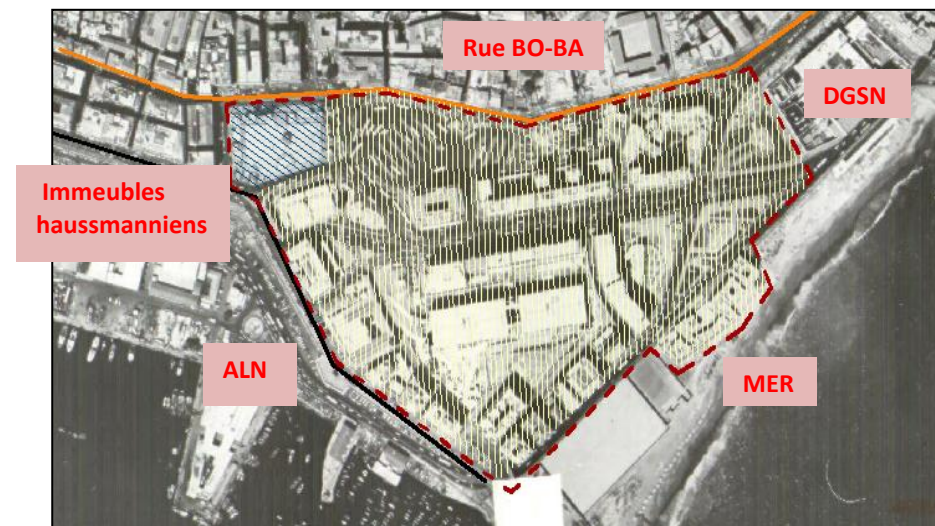 Rue BO-BA
DGSN
Immeubles
haussmanniens
ALN
MER